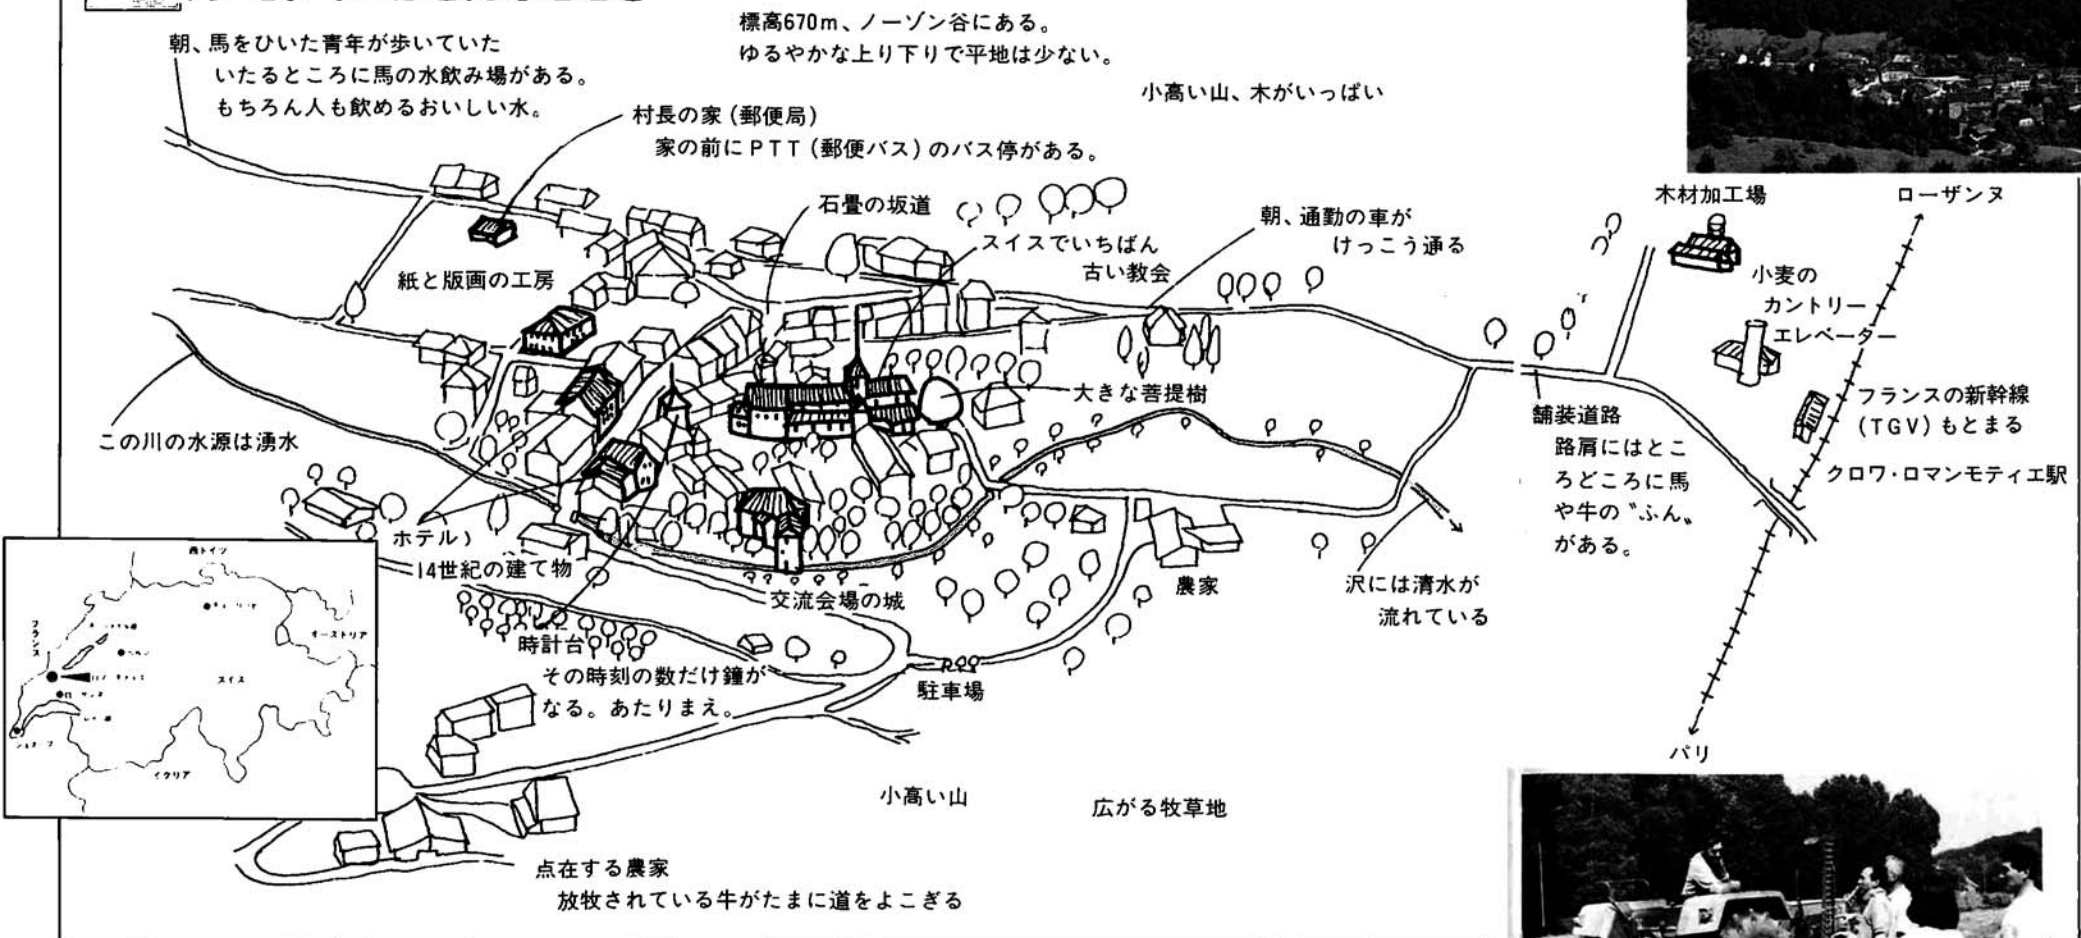 標高670m、ノーゾン谷にある。
ゆるやかな上り下りで平地は少ない。
朝、馬をひいた青年が歩いていた
いたるところに馬の水飲み場がある。
もちろん人も飲めるおいしい水。
小高い山、木がいっぱい
村長の家(郵便局)
家の前にPTT(郵便バス)のバス停がある。
石畳の坂道
スイスでいちばん
古い教会
朝、通勤の車が
けっこう通る
木材加工場
ローザンヌ
小麦の
カントリー
エレベーター
紙と版画の工房
大きな菩提樹
舗装道路
路肩にはとこ
ろどころに馬
や牛の〝ふん〟
がある。
フランスの新幹線
(TGV)もとまる
クロワ・ロマンモティエ駅
この川の水源は湧水
ホテル)
14世紀の建て物
交流会場の城
農家
沢には清水が
流れている
時計台
その時刻の数だけ鐘が
なる。あたりまえ。
駐車場
パリ
西ドイツ
フランス
オーストリア
スイス
イタリア
小高い山
広がる牧草地
点在する農家
放牧されている牛がたまに道をよこぎる